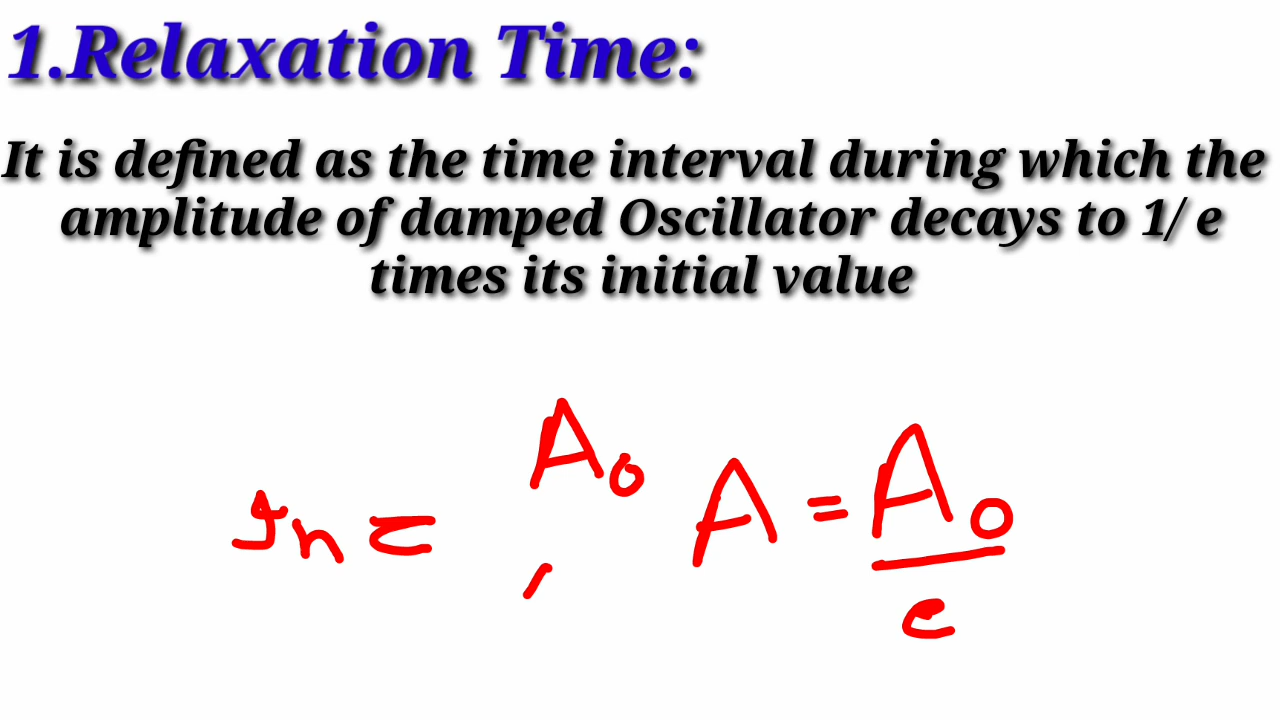 1.Relaxation Time:
It is defined as the time interval during which the
amplitude of damped Oscillator decays to 1/e
times its initial value
In = A₀ A = A₀
e